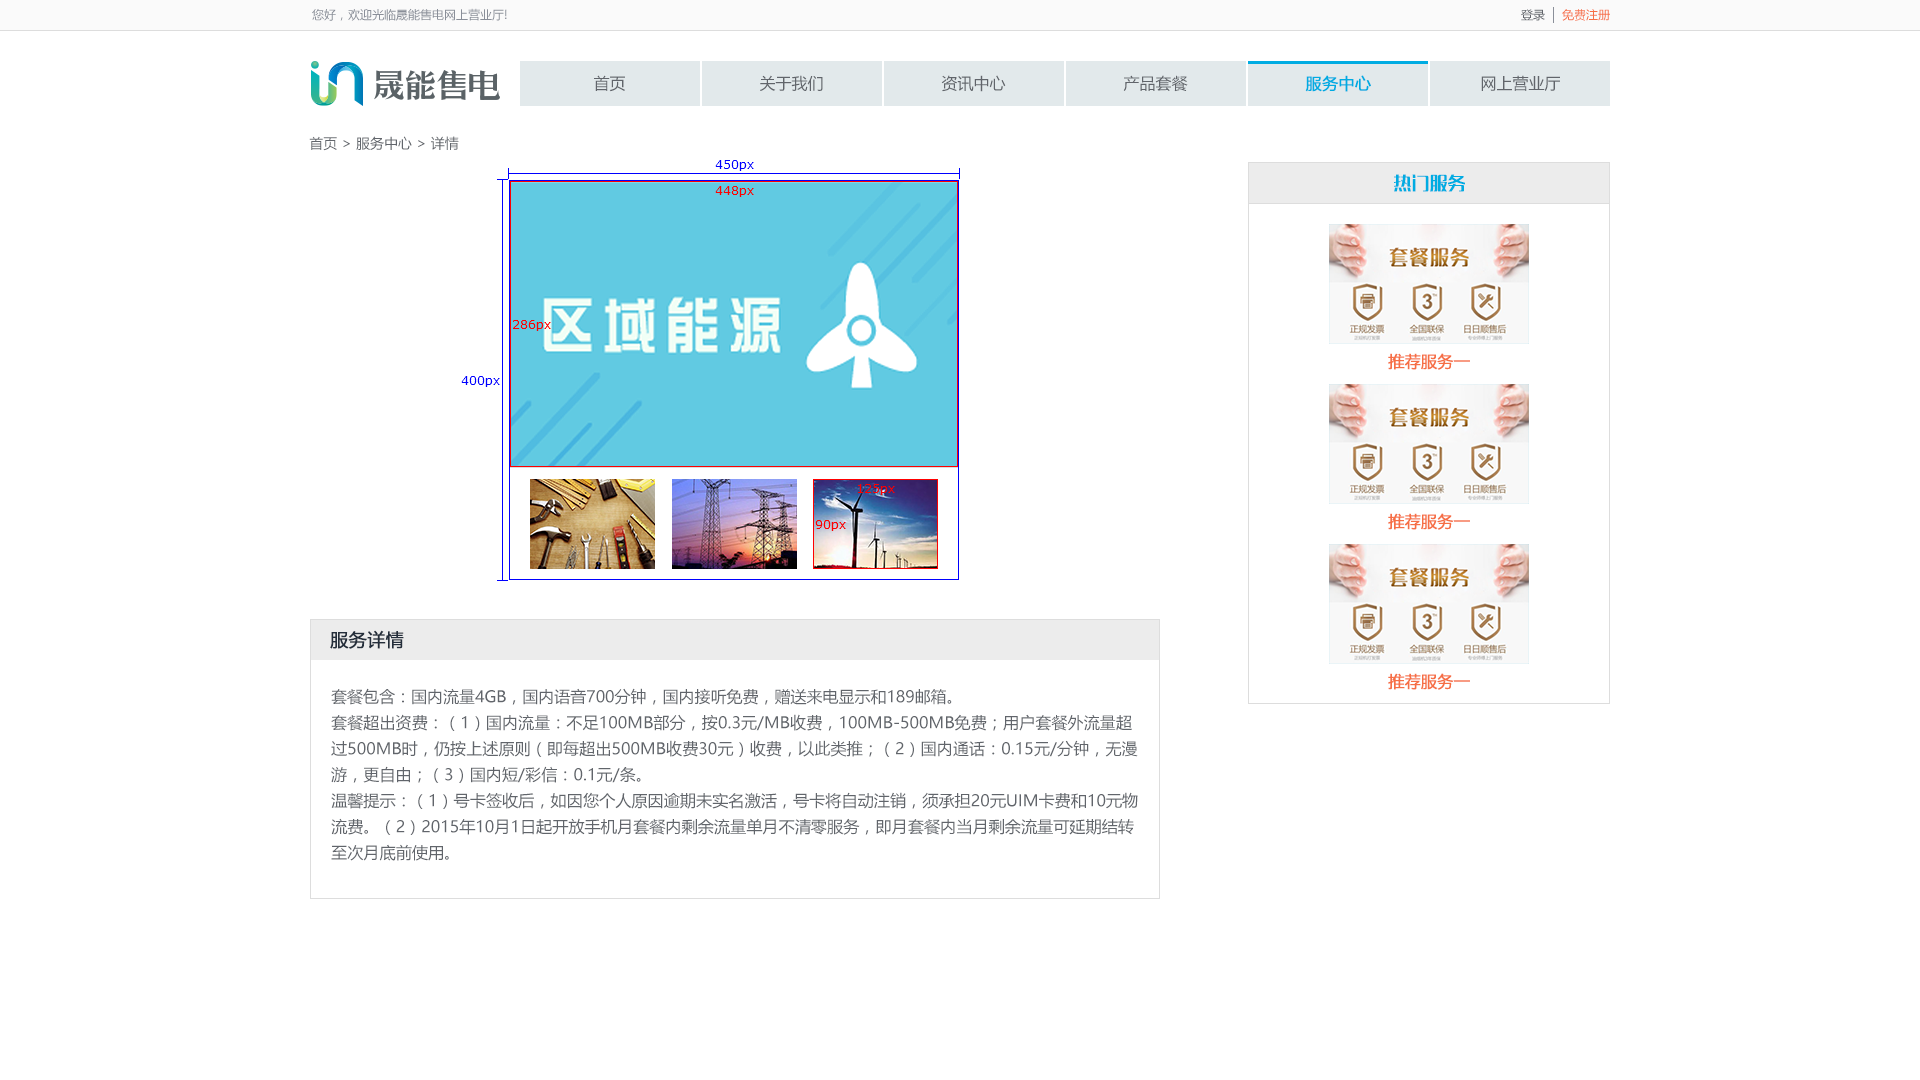 您好，欢迎光临晟能售电网上营业厅!
登录 | 免费注册
晟能售电
首页
关于我们
资讯中心
产品套餐
服务中心
网上营业厅
首页 > 服务中心 > 详情
450px
448px
286px
区域能源
400px
125px
90px
热门服务
套餐服务
3
正规发票 全国联保 日日顺售后
推荐服务一
套餐服务
3
正规发票 全国联保 日日顺售后
推荐服务一
套餐服务
3
正规发票 全国联保 日日顺售后
推荐服务一
服务详情
套餐包含：国内流量4GB，国内语音700分钟，国内接听免费，赠送来电显示和189邮箱。
套餐超出资费：（1）国内流量：不足100MB部分，按0.3元/MB收费，100MB-500MB免费；用户套餐外流量超
过500MB时，仍按上述原则（即每超出500MB收费30元）收费，以此类推；（2）国内通话：0.15元/分钟，无漫
游，更自由；（3）国内短/彩信：0.1元/条。
温馨提示：（1）号卡签收后，如因您个人原因逾期未实名激活，号卡将自动注销，须承担20元UIM卡费和10元物
流费。（2）2015年10月1日起开放手机月套餐内剩余流量单月不清零服务，即月套餐内当月剩余流量可延期结转
至次月底前使用。